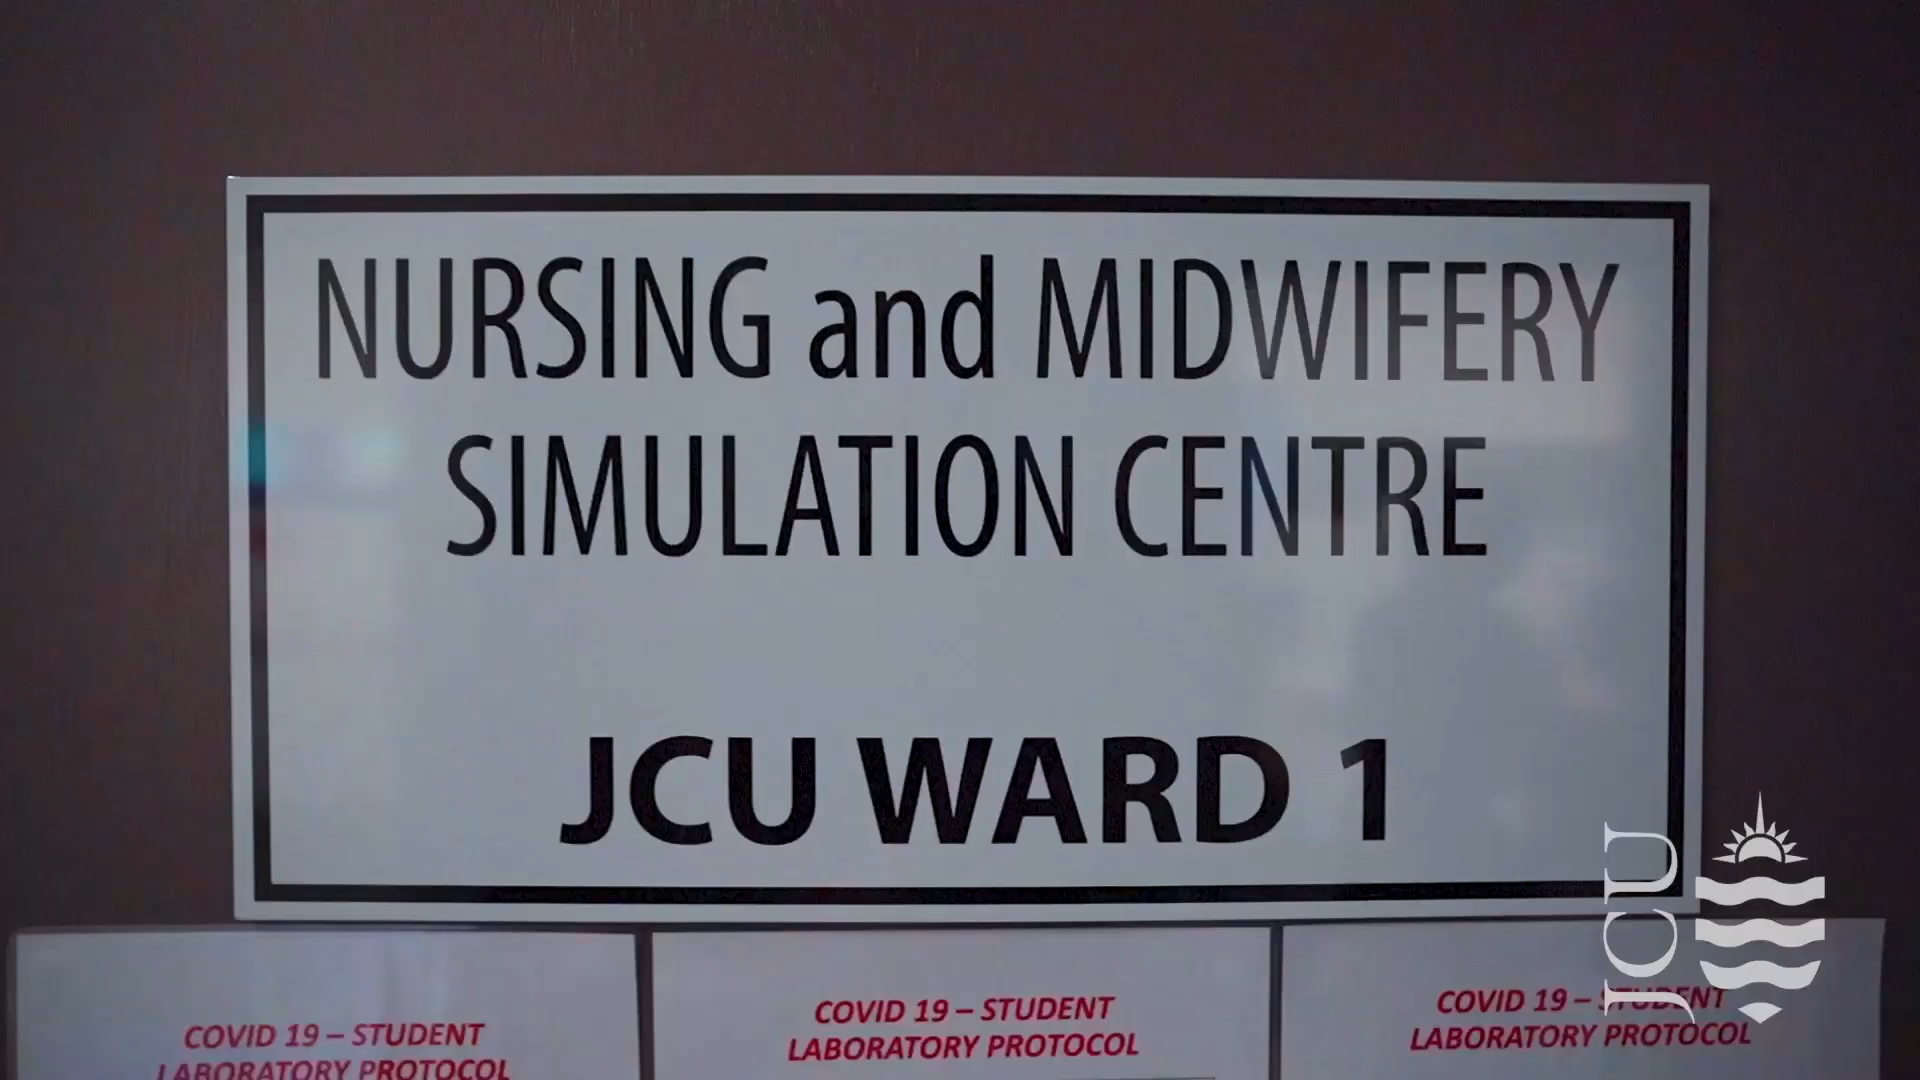 NURSING and MIDWIFERY
SIMULATION CENTRE
JCU WARD 1
COVID 19 – STUDENT
LABORATORY PROTOCOL
COVID 19 – STUDENT
LABORATORY PROTOCOL
COVID 19 – STUDENT
LABORATORY PROTOCOL
JCU